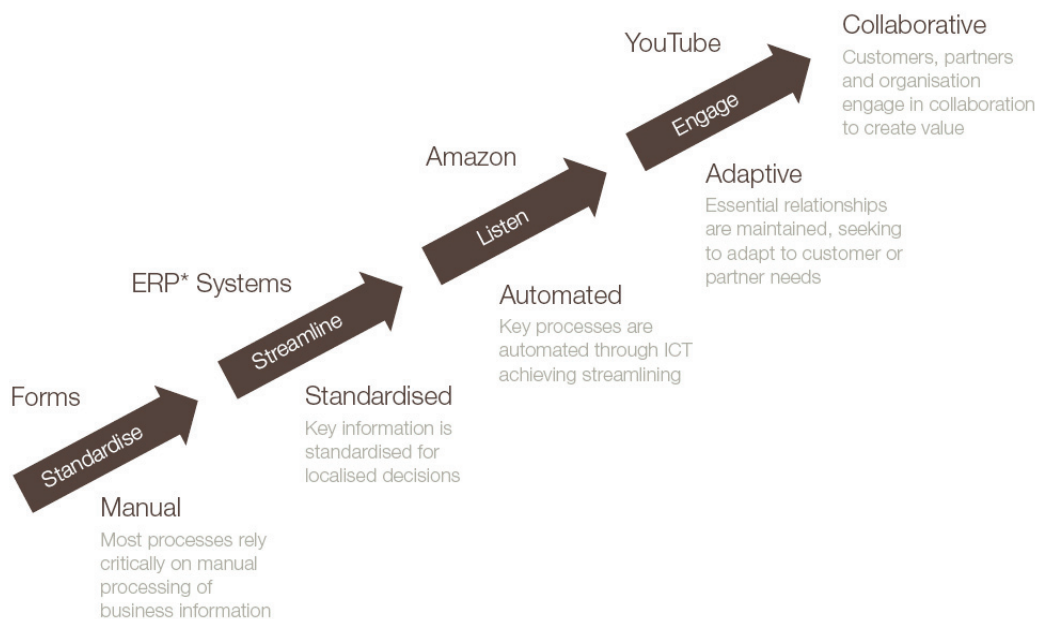 YouTube
Collaborative
Customers, partners
and organisation
engage in collaboration
to create value
Engage
Amazon
Adaptive
Essential relationships
are maintained, seeking
to adapt to customer or
partner needs
Listen
ERP* Systems
Automated
Key processes are
automated through ICT
achieving streamlining
Streamline
Forms
Standardised
Key information is
standardised for
localised decisions
Standardise
Manual
Most processes rely
critically on manual
processing of
business information